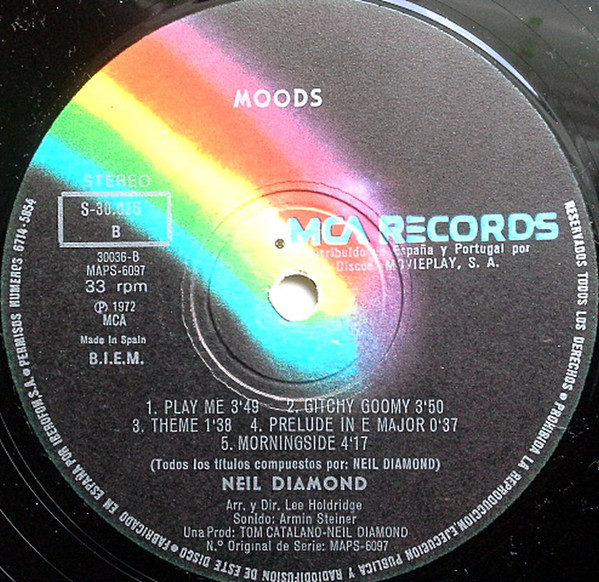 MOODS
STEREO
S-30.036
B
30036-B
MAPS-6097
33 rpm
Ⓟ 1972
MCA
Made in Spain
B.I.E.M.
MCA RECORDS
Distribuido en España y Portugal por
Discos MOVIEPLAY, S. A.
1. PLAY ME 3'49 2. GITCHY GOOMY 3'50
3. THEME 1'38 4. PRELUDE IN E MAJOR 0'37
5. MORNINGSIDE 4'17
(Todos los títulos compuestos por: NEIL DIAMOND)
NEIL DIAMOND
Arr. y Dir. Lee Holdridge
Sonido: Armin Steiner
Una Prod: TOM CATALANO-NEIL DIAMOND
N.º Original de Serie: MAPS-6097
RESERVADOS TODOS LOS DERECHOS • PROHIBIDA LA REPRODUCCION EJECUCION PUBLICA Y RADIODIFUSION DE ESTE DISCO • FABRICADO EN ESPAÑA POR IBEROFON, S.A. • PERMISOS NUMEROS 6714-5854